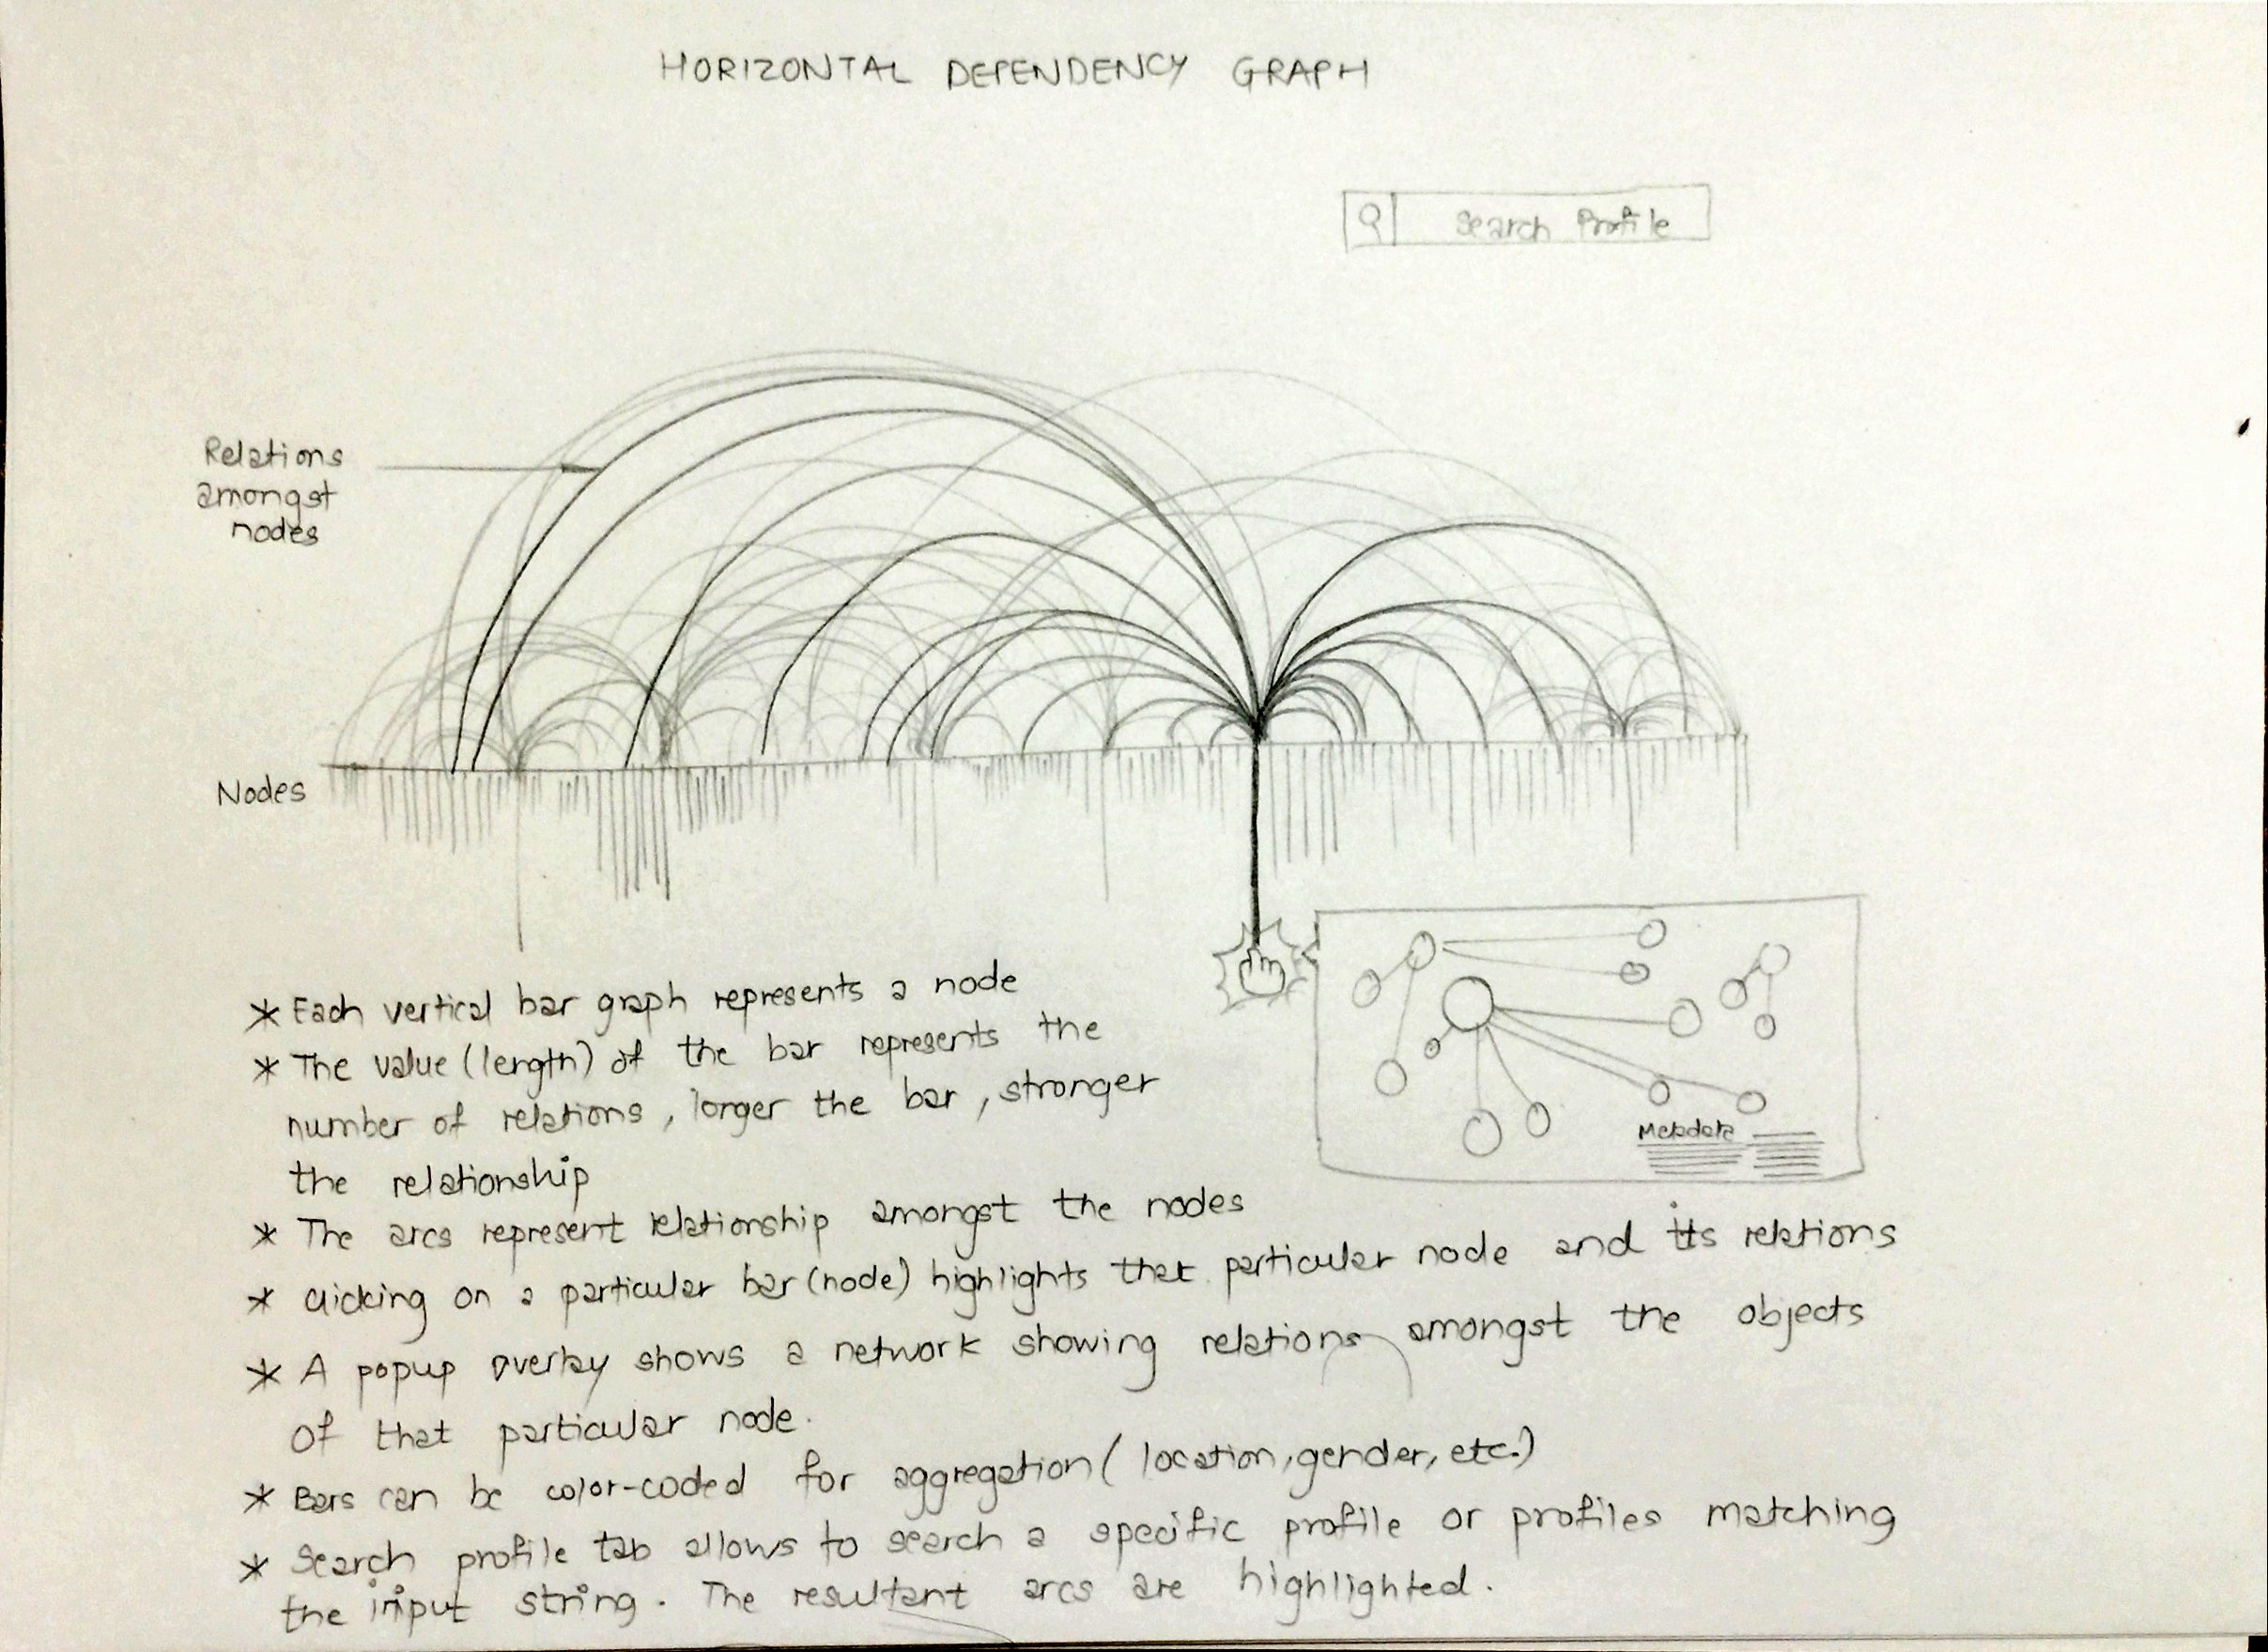 HORIZONTAL DEPENDENCY GRAPH
Search Profile
Relations
amongst
nodes
Nodes
* Each vertical bar graph represents a node
* The value (length) of the bar represents the
number of relations, longer the bar, stronger
the relationship
Metadata
* The arcs represent relationship amongst the nodes
* Clicking on a particular bar (node) highlights that particular node and its relations
* A popup overlay shows a network showing relations amongst the objects
of that particular node.
* Bars can be color-coded for aggregation ( location, gender, etc.)
* Search profile tab allows to search a specific profile or profiles matching
the input string. The resultant arcs are highlighted.